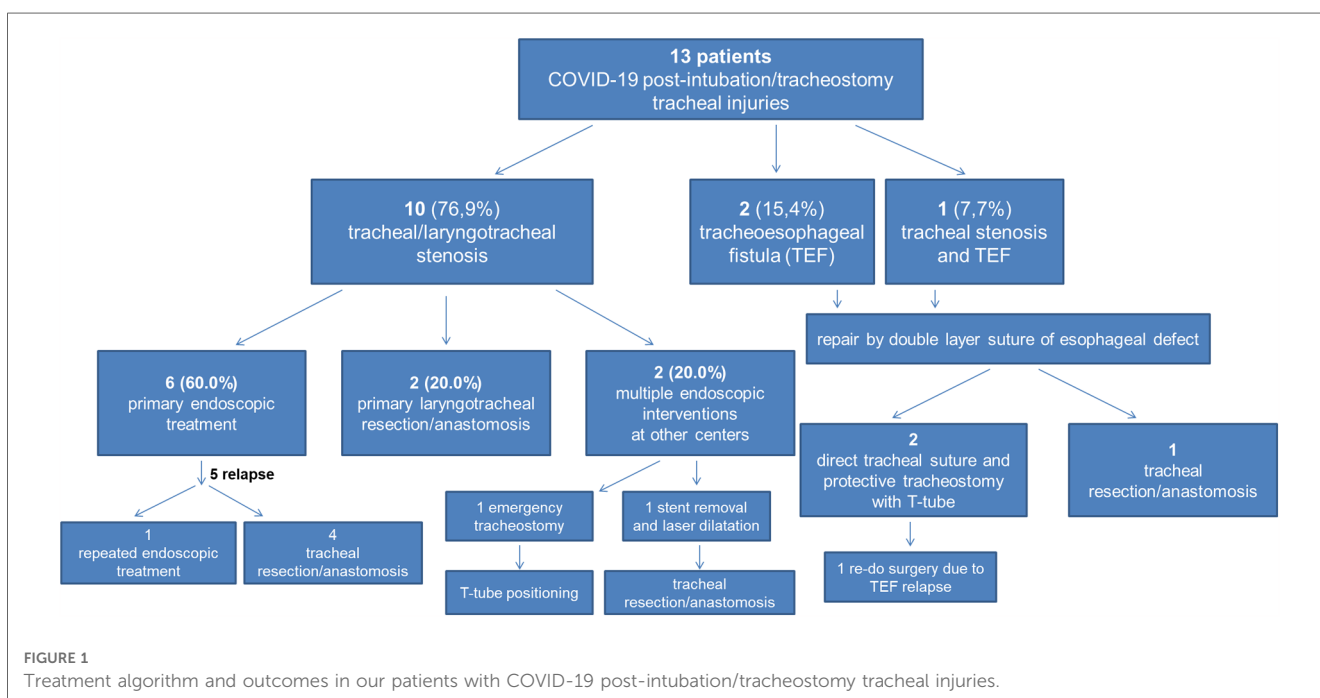 13 patients
COVID-19 post-intubation/tracheostomy
tracheal injuries
10 (76,9%)
tracheal/laryngotracheal
stenosis
2 (15,4%)
tracheoesophageal
fistula (TEF)
1 (7,7%)
tracheal stenosis
and TEF
repair by double layer suture of esophageal defect
6 (60.0%)
primary endoscopic
treatment
2 (20.0%)
primary laryngotracheal
resection/anastomosis
2 (20.0%)
multiple endoscopic
interventions
at other centers
2
direct tracheal suture and
protective tracheostomy
with T-tube
1
tracheal
resection/anastomosis
5 relapse
1
repeated endoscopic
treatment
4
tracheal
resection/anastomosis
1 emergency
tracheostomy
1 stent removal
and laser dilatation
T-tube positioning
tracheal
resection/anastomosis
1 re-do surgery due to
TEF relapse
FIGURE 1
Treatment algorithm and outcomes in our patients with COVID-19 post-intubation/tracheostomy tracheal injuries.